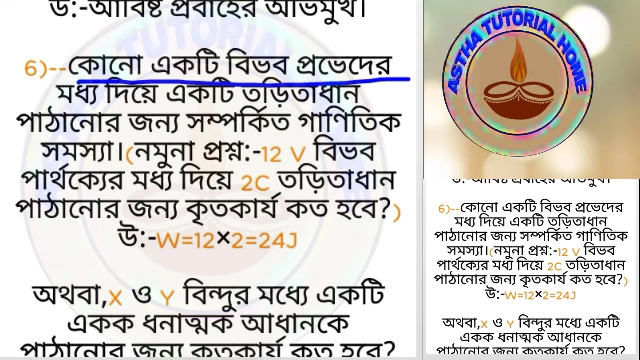 উ:-আবিষ্ট প্রবাহের অভিমুখ।
6)--কোনো একটি বিভব প্রভেদের
মধ্য দিয়ে একটি তড়িতাধান
পাঠানোর জন্য সম্পর্কিত গাণিতিক
সমস্যা।(নমুনা প্রশ্ন:-12 V বিভব
পার্থক্যের মধ্য দিয়ে 2C তড়িতাধান
পাঠানোর জন্য কৃতকার্য কত হবে?)
উ:-W=12×2=24J
অথবা,X ও Y বিন্দুর মধ্যে একটি
একক ধনাত্মক আধানকে
পাঠানোর জন্য কৃতকার্য কত হবে?
ASTHA TUTORIAL HOME
উ:-আবিষ্ট প্রবাহের অভিমুখ।
6)--কোনো একটি বিভব প্রভেদের
মধ্য দিয়ে একটি তড়িতাধান
পাঠানোর জন্য সম্পর্কিত গাণিতিক
সমস্যা।(নমুনা প্রশ্ন:-12 V বিভব
পার্থক্যের মধ্য দিয়ে 2C তড়িতাধান
পাঠানোর জন্য কৃতকার্য কত হবে?)
উ:-W=12×2=24J
অথবা,X ও Y বিন্দুর মধ্যে একটি
একক ধনাত্মক আধানকে
পাঠানোর জন্য কৃতকার্য কত হবে?